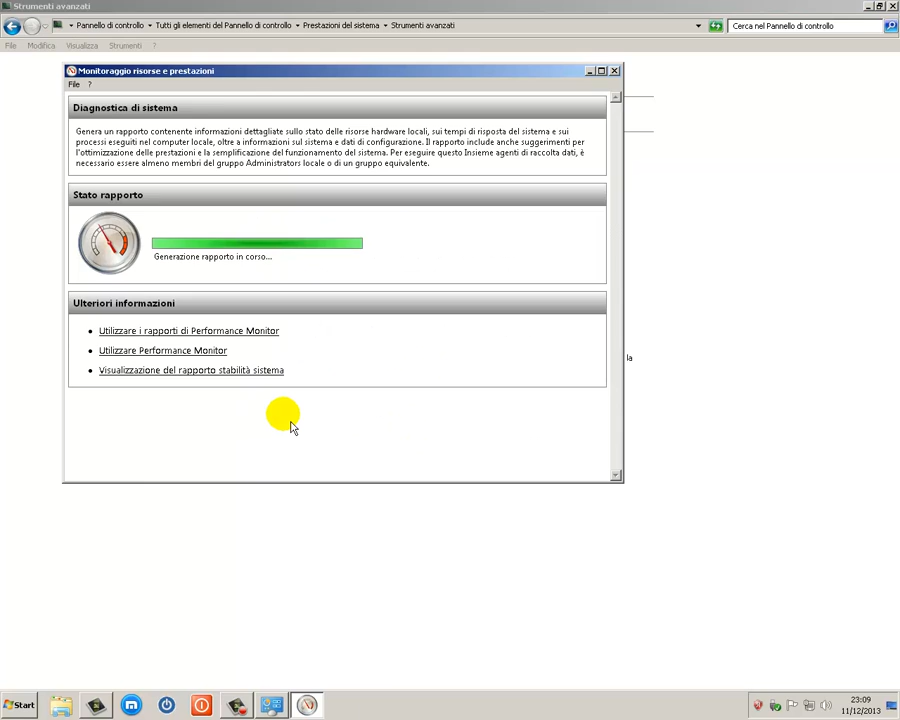 Strumenti avanzati
Pannello di controllo Tutti gli elementi del Pannello di controllo Prestazioni del sistema Strumenti avanzati
Cerca nel Pannello di controllo
File Modifica Visualizza Strumenti ?
Monitoraggio risorse e prestazioni
File ?
Diagnostica di sistema
Genera un rapporto contenente informazioni dettagliate sullo stato delle risorse hardware locali, sui tempi di risposta del sistema e sui
processi eseguiti nel computer locale, oltre a informazioni sul sistema e dati di configurazione. Il rapporto include anche suggerimenti per
l'ottimizzazione delle prestazioni e la semplificazione del funzionamento del sistema. Per eseguire questo Insieme agenti di raccolta dati, è
necessario essere almeno membri del gruppo Administrators locale o di un gruppo equivalente.
Stato rapporto
Generazione rapporto in corso...
Ulteriori informazioni
Utilizzare i rapporti di Performance Monitor
Utilizzare Performance Monitor
la
Visualizzazione del rapporto stabilità sistema
Start
23:09
11/12/2013